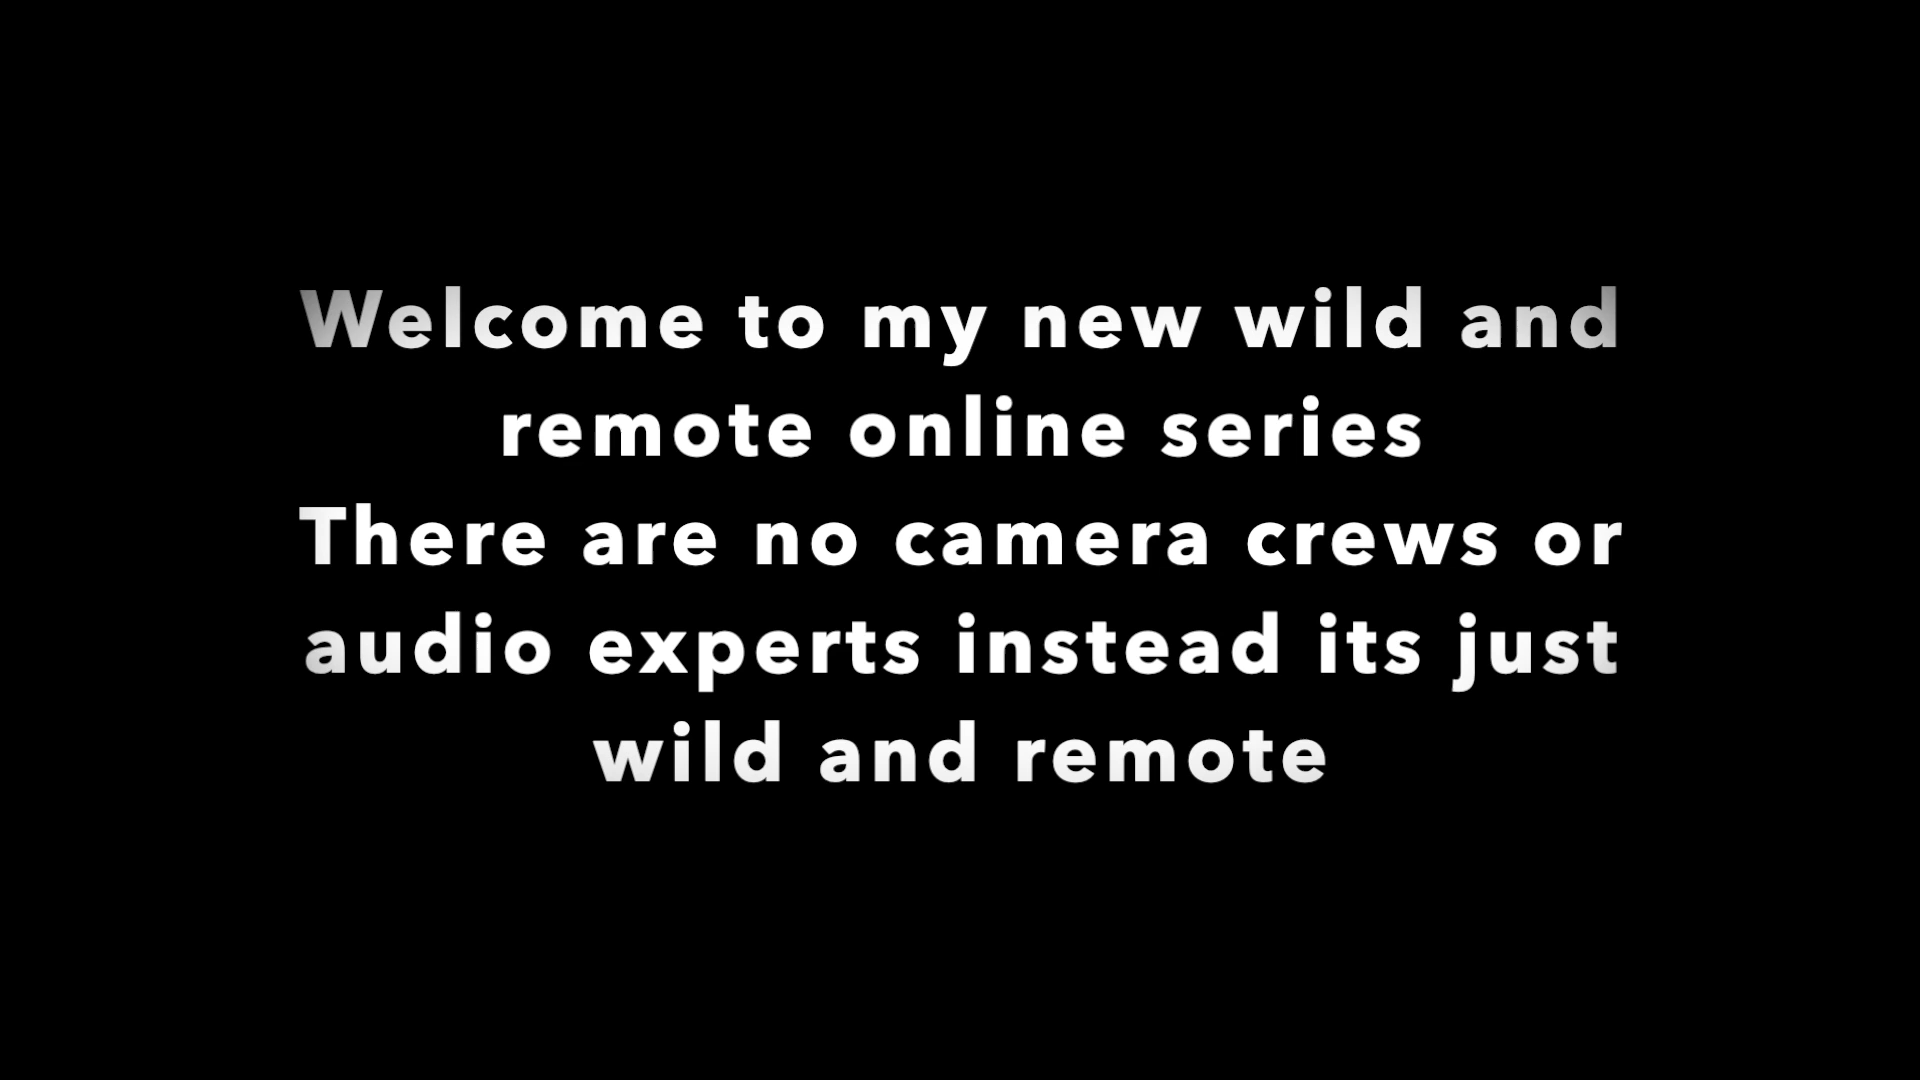 Welcome to my new wild and
remote online series
There are no camera crews or
audio experts instead its just
wild and remote